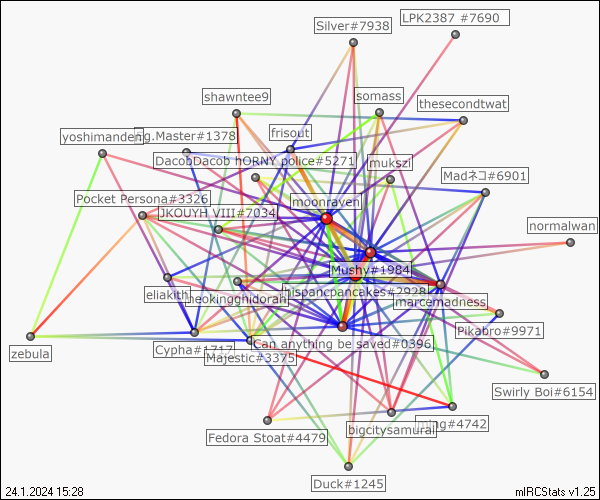 LPK2387 #7690
Silver#7938
somass
shawntee9
thesecondtwat
frisout
yoshimandeng
ng.Master#1378
DacobDacob hORNY police#5271
mukszi
Madネコ#6901
Pocket Persona#3326
moonraven
JKOUYH VIII#7034
normalwan
Mushy#1984
eliakith
neokingghidorah
hispanicpancakes#2928
marcemadness
Pikabro#9971
zebula
Cypha#1717
Can anything be saved#0396
Majestic#3375
Swirly Boi#6154
ming#4742
bigcitysamurai
Fedora Stoat#4479
Duck#1245
24.1.2024 15:28
mIRCStats v1.25